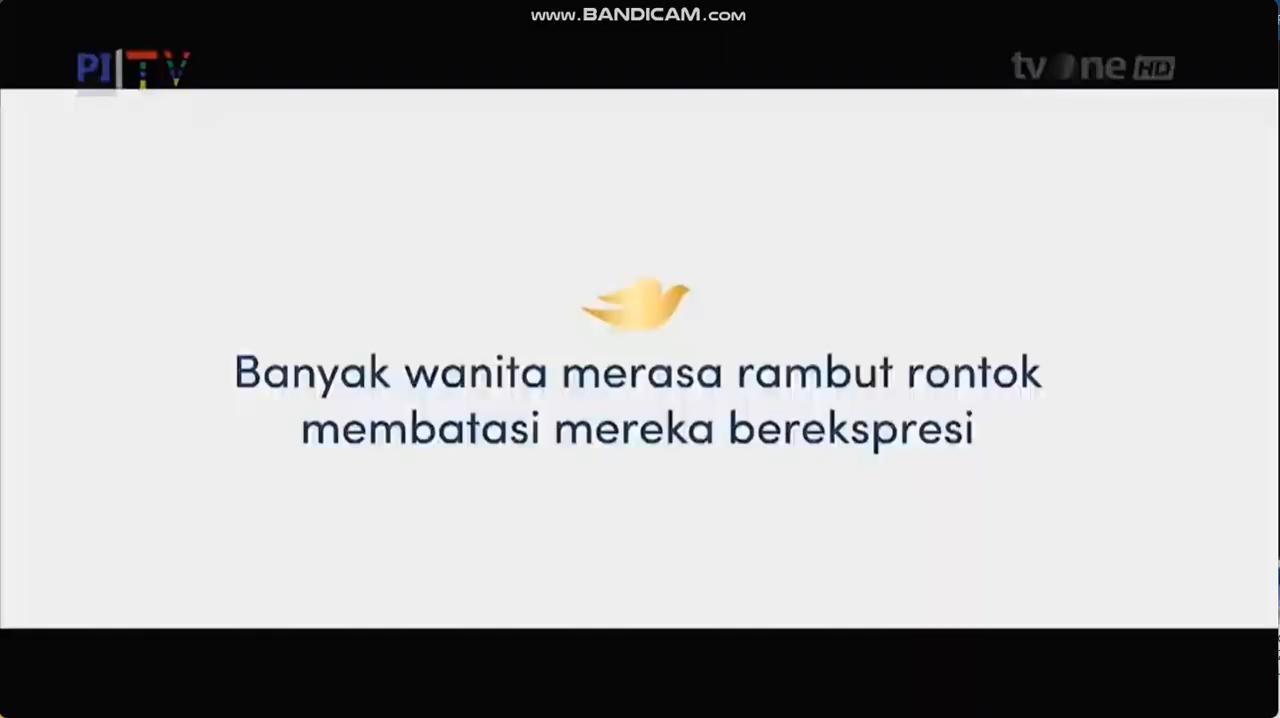 www.BANDICAM.com
PI|TV
tvOne HD
Banyak wanita merasa rambut rontok
membatasi mereka berekspresi